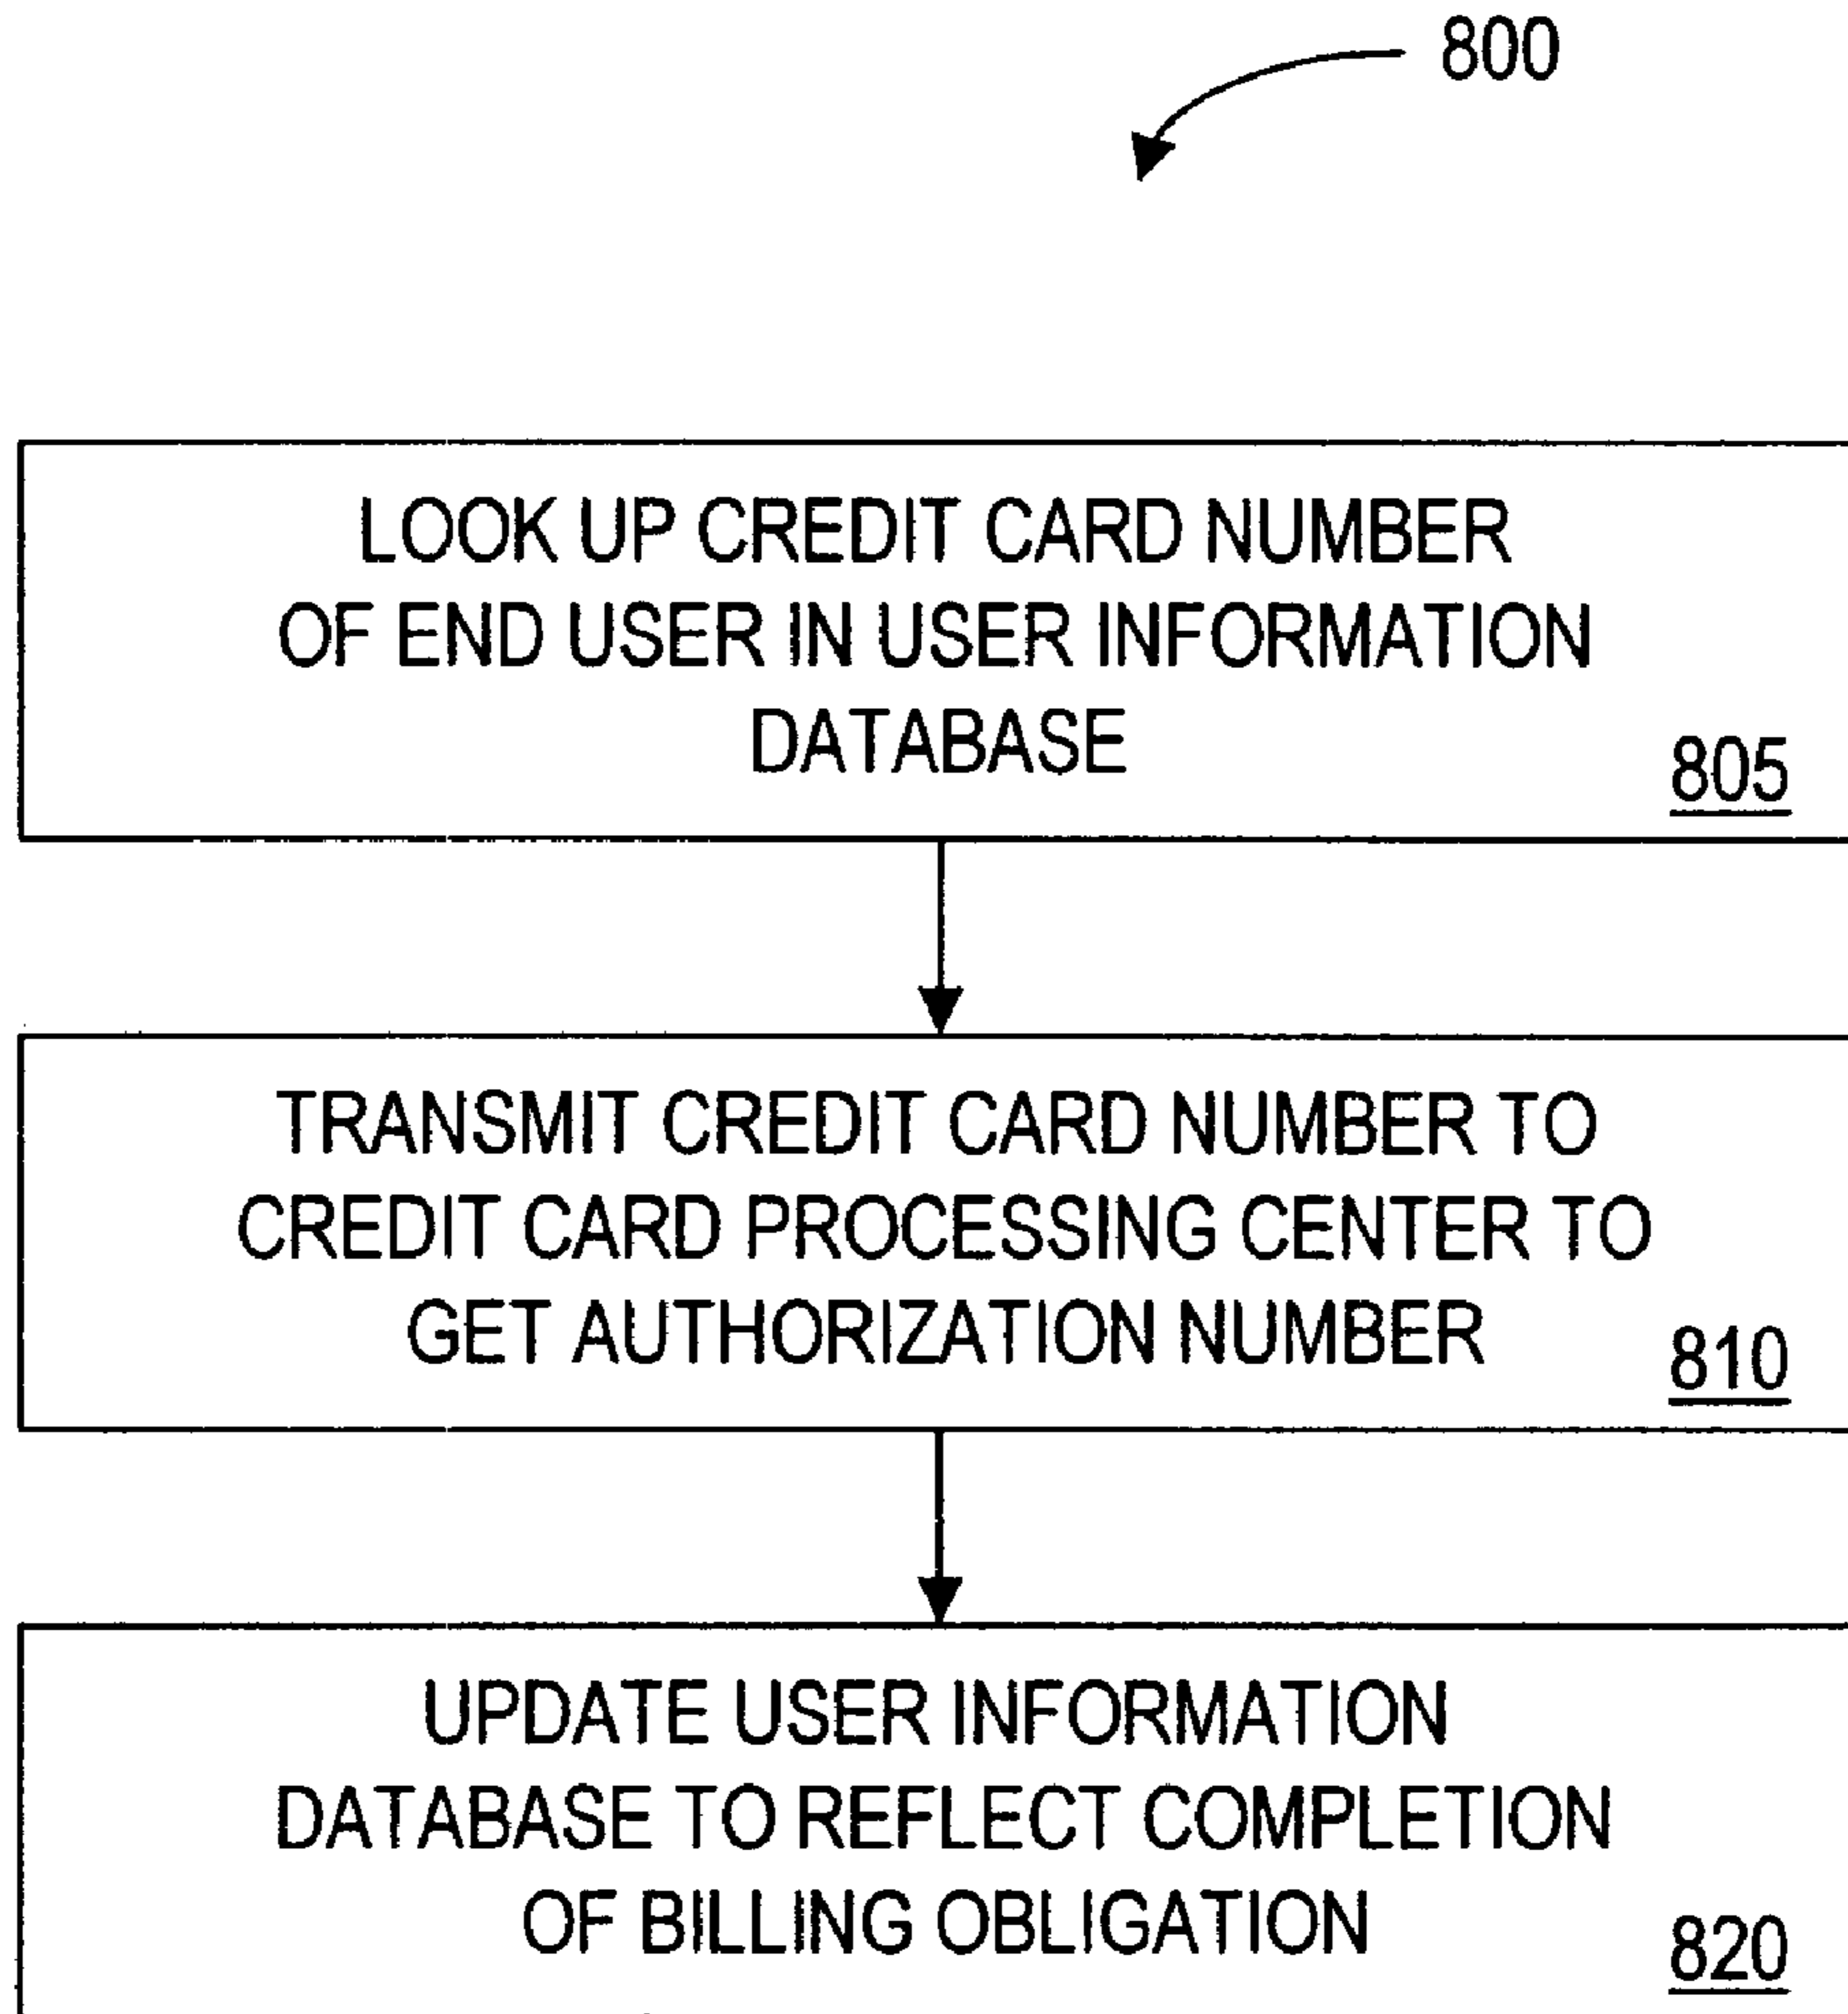 800
LOOK UP CREDIT CARD NUMBER
OF END USER IN USER INFORMATION
DATABASE
805
TRANSMIT CREDIT CARD NUMBER TO
CREDIT CARD PROCESSING CENTER TO
GET AUTHORIZATION NUMBER
810
UPDATE USER INFORMATION
DATABASE TO REFLECT COMPLETION
OF BILLING OBLIGATION
820